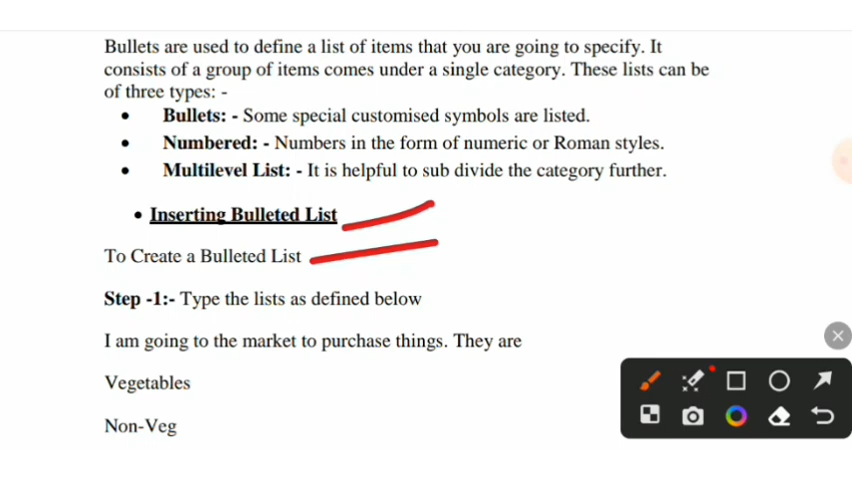 Bullets are used to define a list of items that you are going to specify. It
consists of a group of items comes under a single category. These lists can be
of three types: -
• Bullets: - Some special customised symbols are listed.
• Numbered: - Numbers in the form of numeric or Roman styles.
• Multilevel List: - It is helpful to sub divide the category further.
• Inserting Bulleted List
To Create a Bulleted List
Step -1:- Type the lists as defined below
I am going to the market to purchase things. They are
Vegetables
Non-Veg